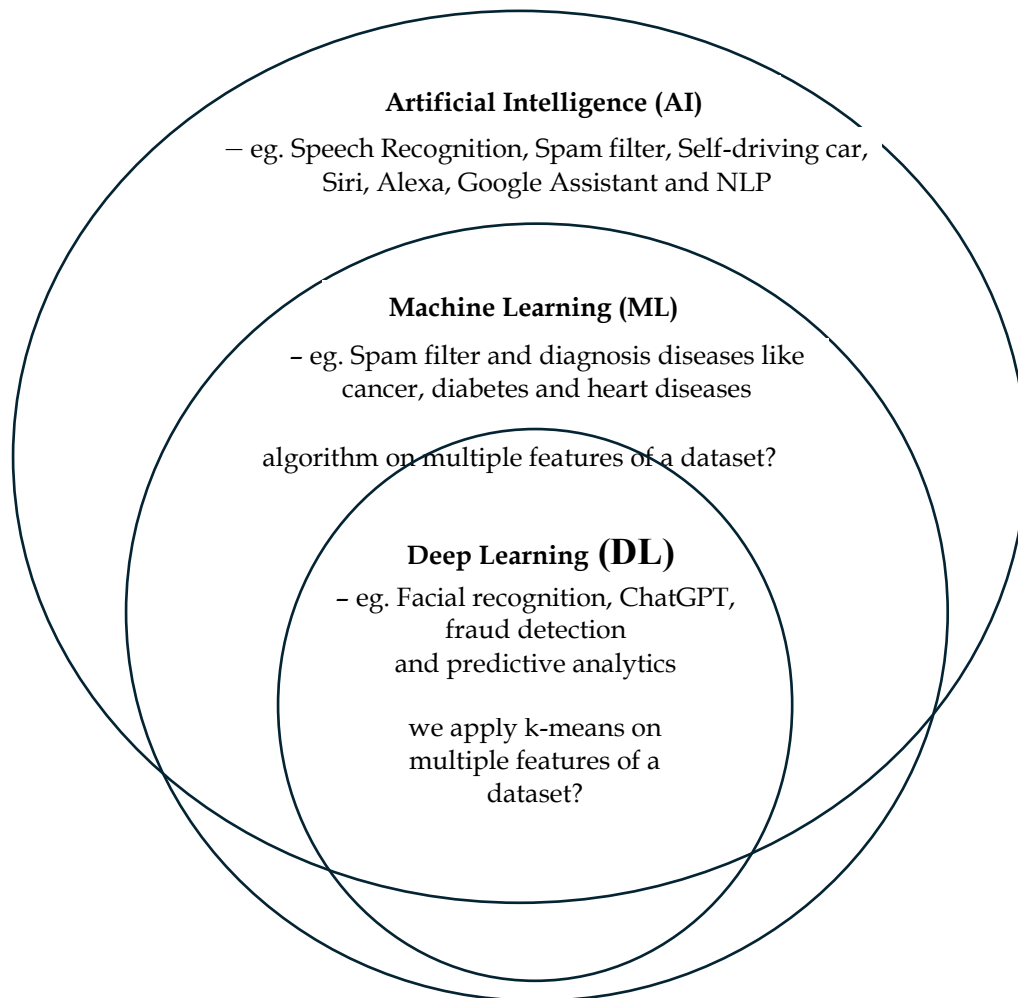 Artificial Intelligence (AI)
– eg. Speech Recognition, Spam filter, Self-driving car,
Siri, Alexa, Google Assistant and NLP
Machine Learning (ML)
– eg. Spam filter and diagnosis diseases like
cancer, diabetes and heart diseases
algorithm on multiple features of a dataset?
Deep Learning (DL)
– eg. Facial recognition, ChatGPT,
fraud detection
and predictive analytics
we apply k-means on
multiple features of a
dataset?